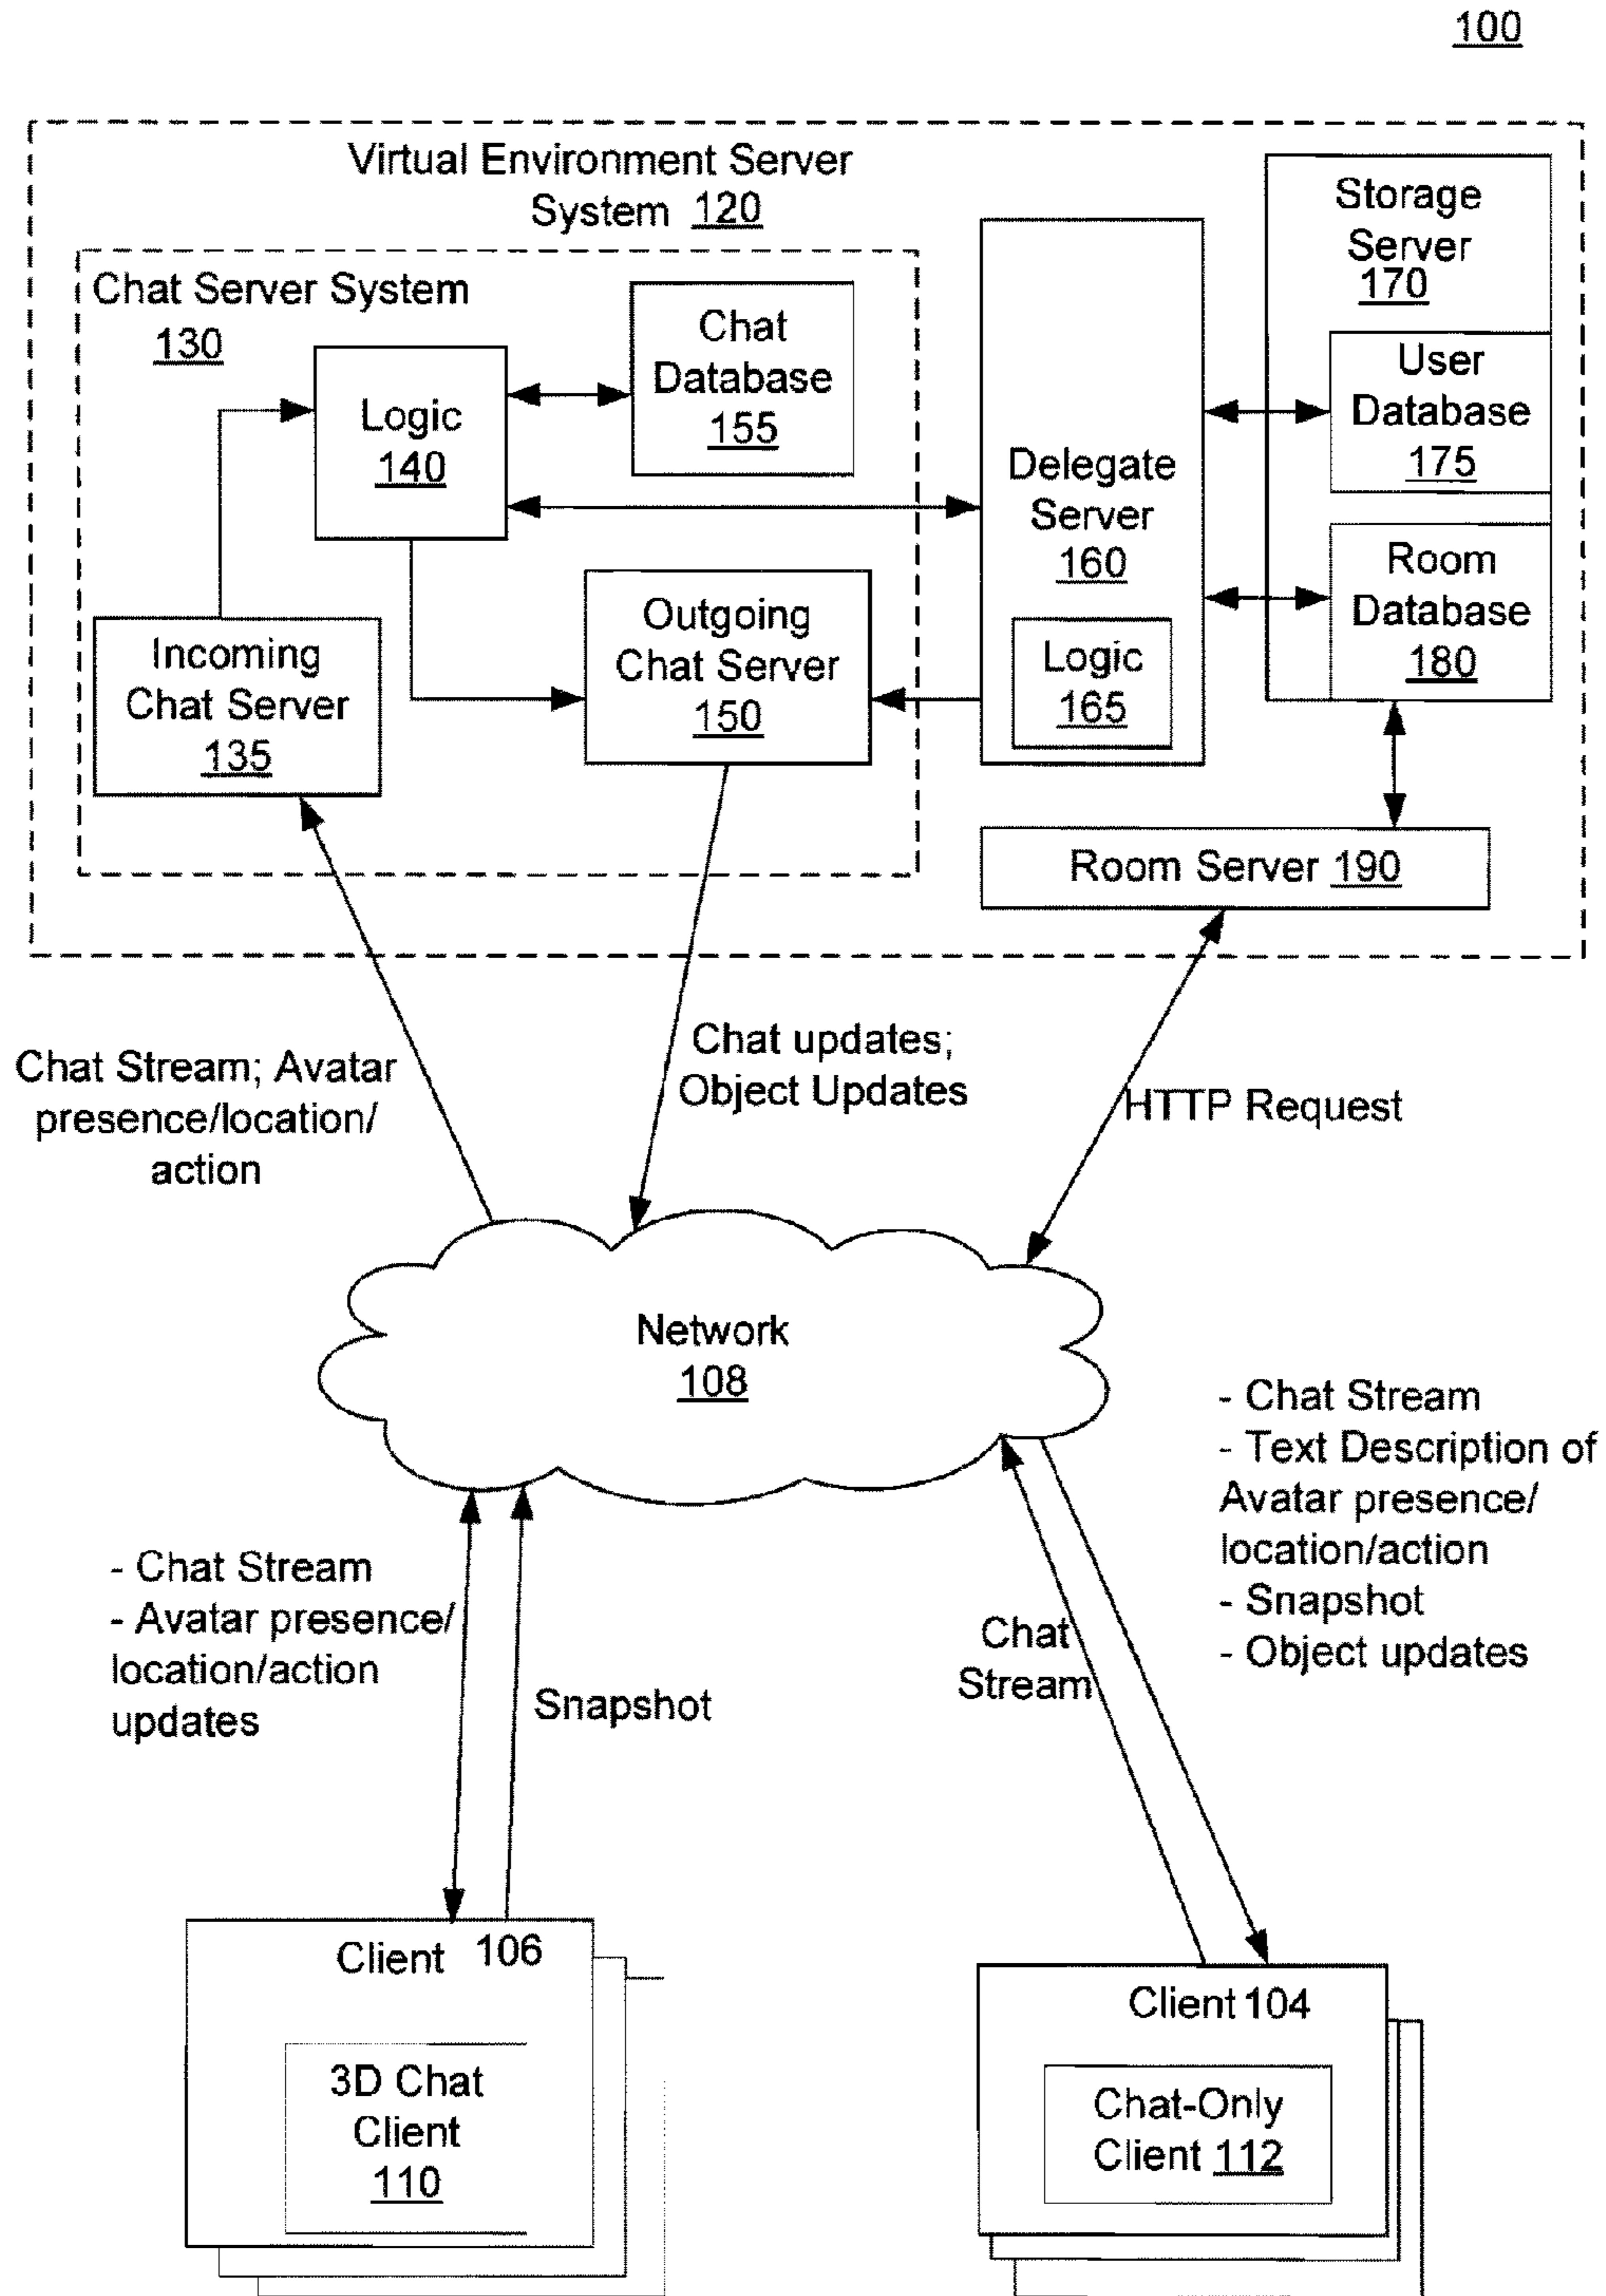 100
Virtual Environment Server
System 120
Chat Server System
130
Logic
140
Chat
Database
155
Incoming
Chat Server
135
Outgoing
Chat Server
150
Delegate
Server
160
Logic
165
Storage
Server
170
User
Database
175
Room
Database
180
Room Server 190
Chat Stream; Avatar
presence/location/
action
Chat updates;
Object Updates
HTTP Request
Network
108
- Chat Stream
- Avatar presence/
location/action
updates
Snapshot
Chat
Stream
- Chat Stream
- Text Description of
Avatar presence/
location/action
- Snapshot
- Object updates
Client 106
3D Chat
Client
110
Client 104
Chat-Only
Client 112